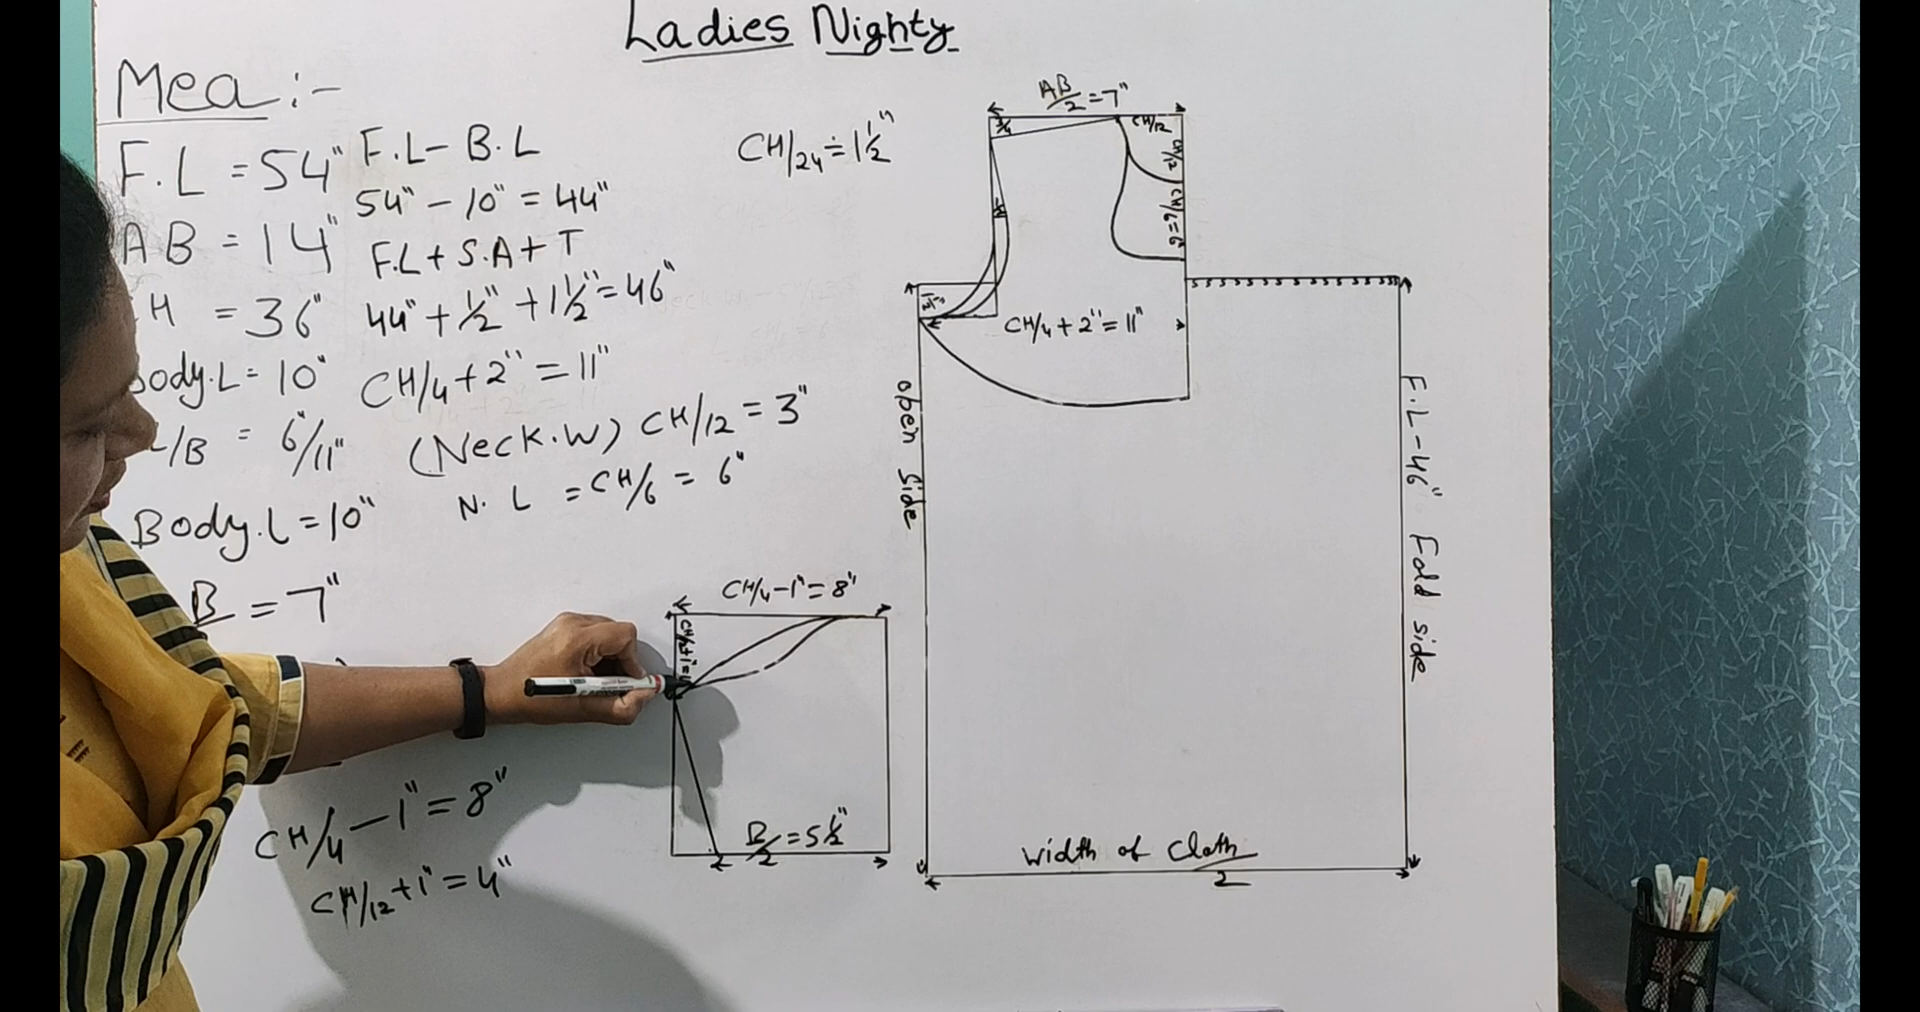 Ladies Nighty
Mea :-
F.L = 54"
AB = 14"
H = 36"
ody.L = 10"
/B = 6"/11"
Body.L = 10"
B = 7"
F.L - B.L
54" - 10" = 44"
F.L + S.A + T
44" + ½" + 1½" = 46"
CH/4 + 2" = 11"
(Neck.W) CH/12 = 3"
N. L = CH/6 = 6"
CH/24 = 1½"
CH/4 - 1" = 8"
CH/12 + 1" = 4"
CH/4 - 1" = 8"
B/2 = 5½"
AB/2 = 7"
CH/12
CH/12
CH/6 = 6"
CH/4 + 2" = 11"
open side
F.L - 46" Fold side
width of cloth
2